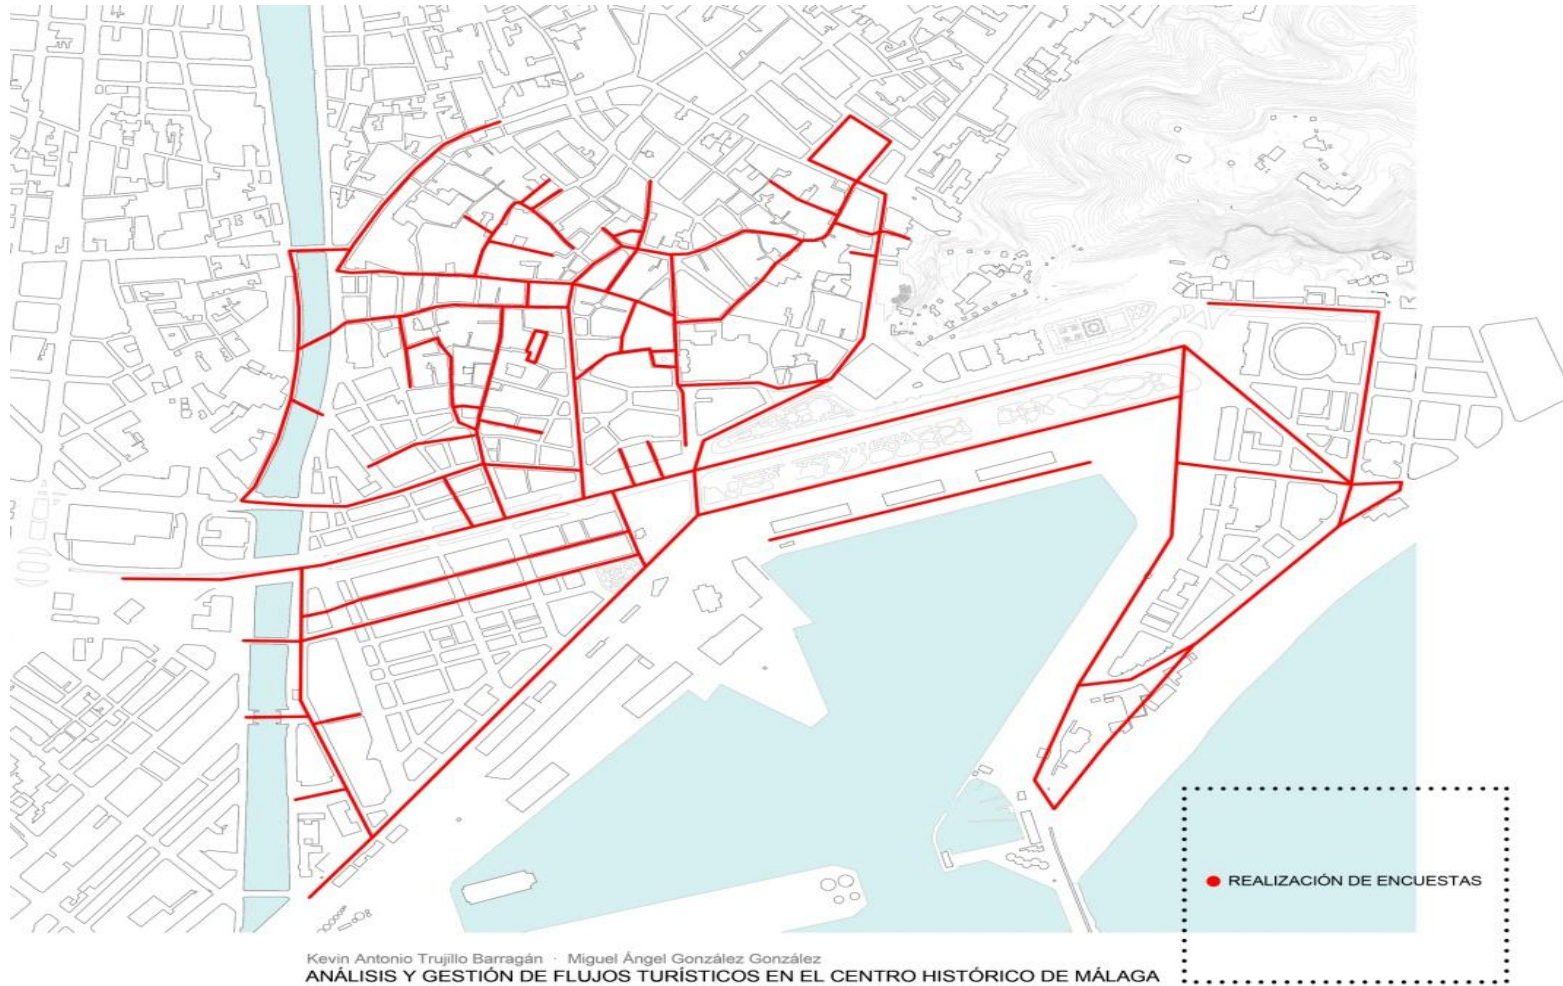 REALIZACIÓN DE ENCUESTAS
Kevin Antonio Trujillo Barragán · Miguel Ángel González González
ANÁLISIS Y GESTIÓN DE FLUJOS TURÍSTICOS EN EL CENTRO HISTÓRICO DE MÁLAGA